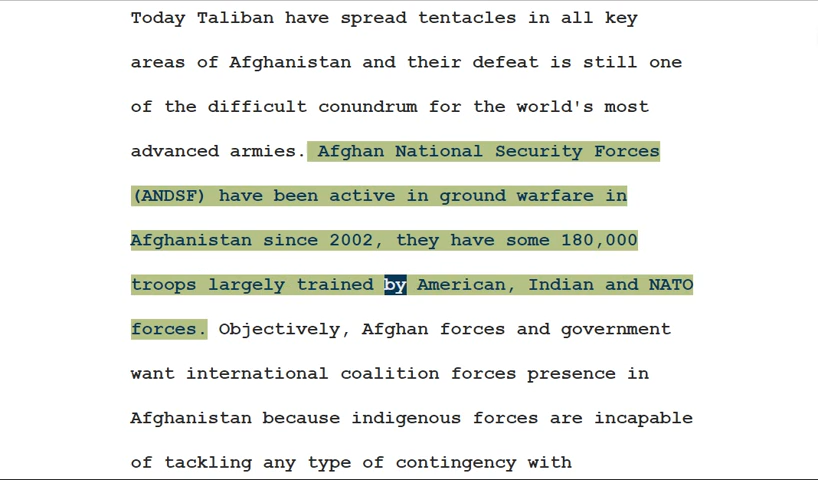 Today Taliban have spread tentacles in all key
areas of Afghanistan and their defeat is still one
of the difficult conundrum for the world's most
advanced armies. Afghan National Security Forces
(ANDSF) have been active in ground warfare in
Afghanistan since 2002, they have some 180,000
troops largely trained by American, Indian and NATO
forces. Objectively, Afghan forces and government
want international coalition forces presence in
Afghanistan because indigenous forces are incapable
of tackling any type of contingency with